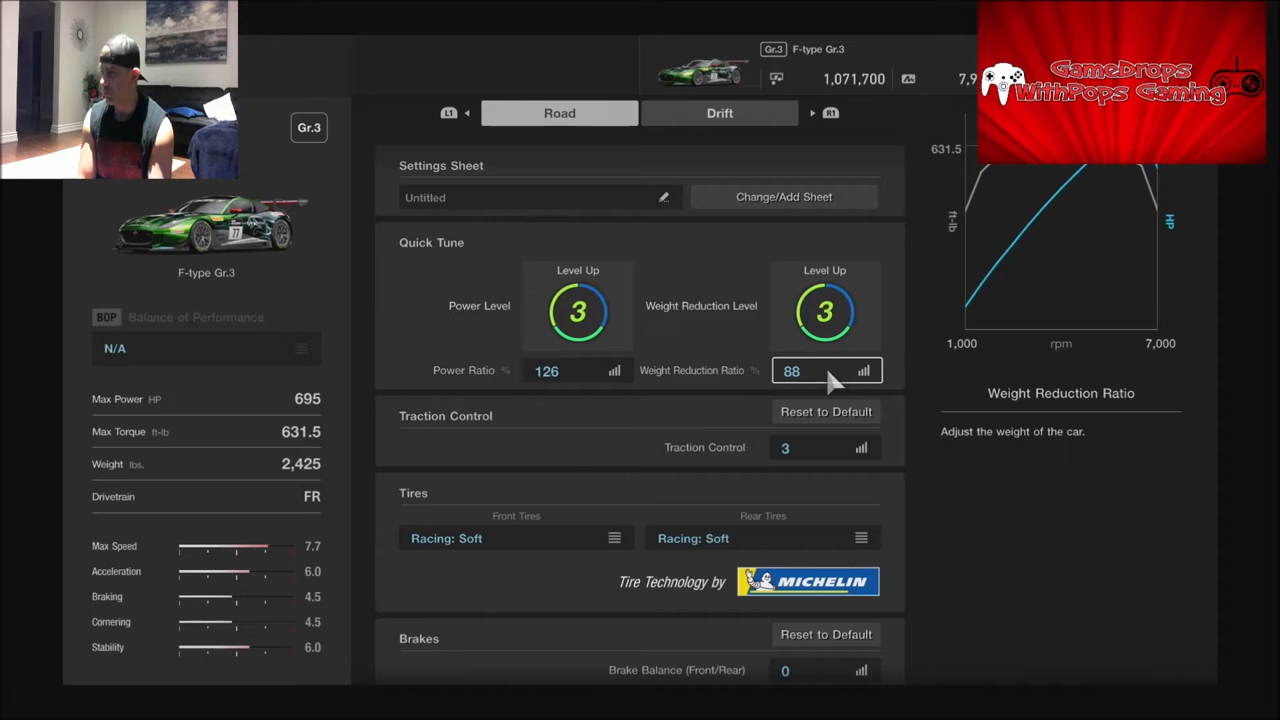 Gr.3 F-type Gr.3
1,071,700 7,9
GameDrops
WithPops Gaming
Gr.3
L1 Road Drift R1
Settings Sheet
Untitled Change/Add Sheet
Quick Tune
Level Up Level Up
Power Level 3 Weight Reduction Level 3
Power Ratio % 126 Weight Reduction Ratio % 88
Traction Control Reset to Default
Traction Control 3
Tires
Front Tires Rear Tires
Racing: Soft Racing: Soft
Tire Technology by MICHELIN
Brakes Reset to Default
Brake Balance (Front/Rear) 0
77
F-type Gr.3
BOP Balance of Performance
N/A
Max Power HP 695
Max Torque ft-lb 631.5
Weight lbs. 2,425
Drivetrain FR
Max Speed 7.7
Acceleration 6.0
Braking 4.5
Cornering 4.5
Stability 6.0
631.5
ft-lb HP
1,000 rpm 7,000
Weight Reduction Ratio
Adjust the weight of the car.